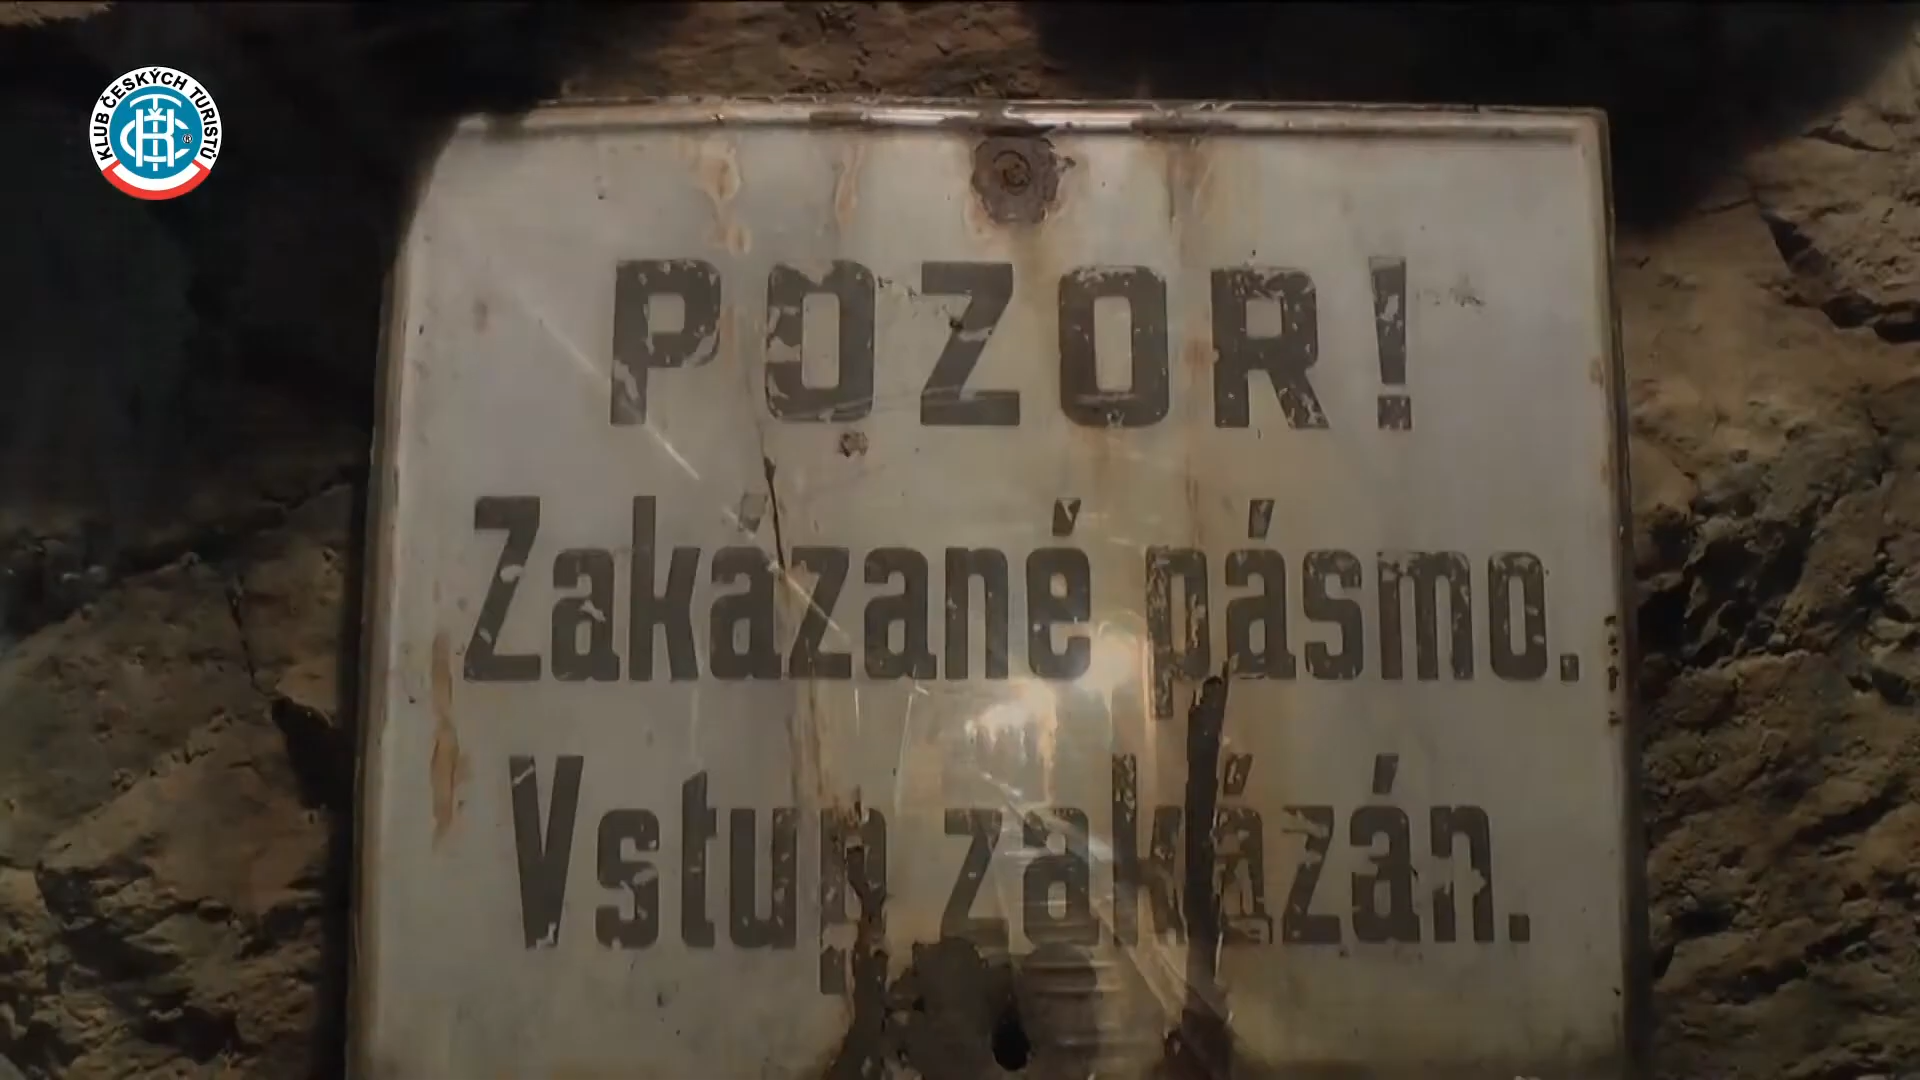 KLUB ČESKÝCH TURISTŮ
POZOR!
Zakázané pásmo.
Vstup zakázán.